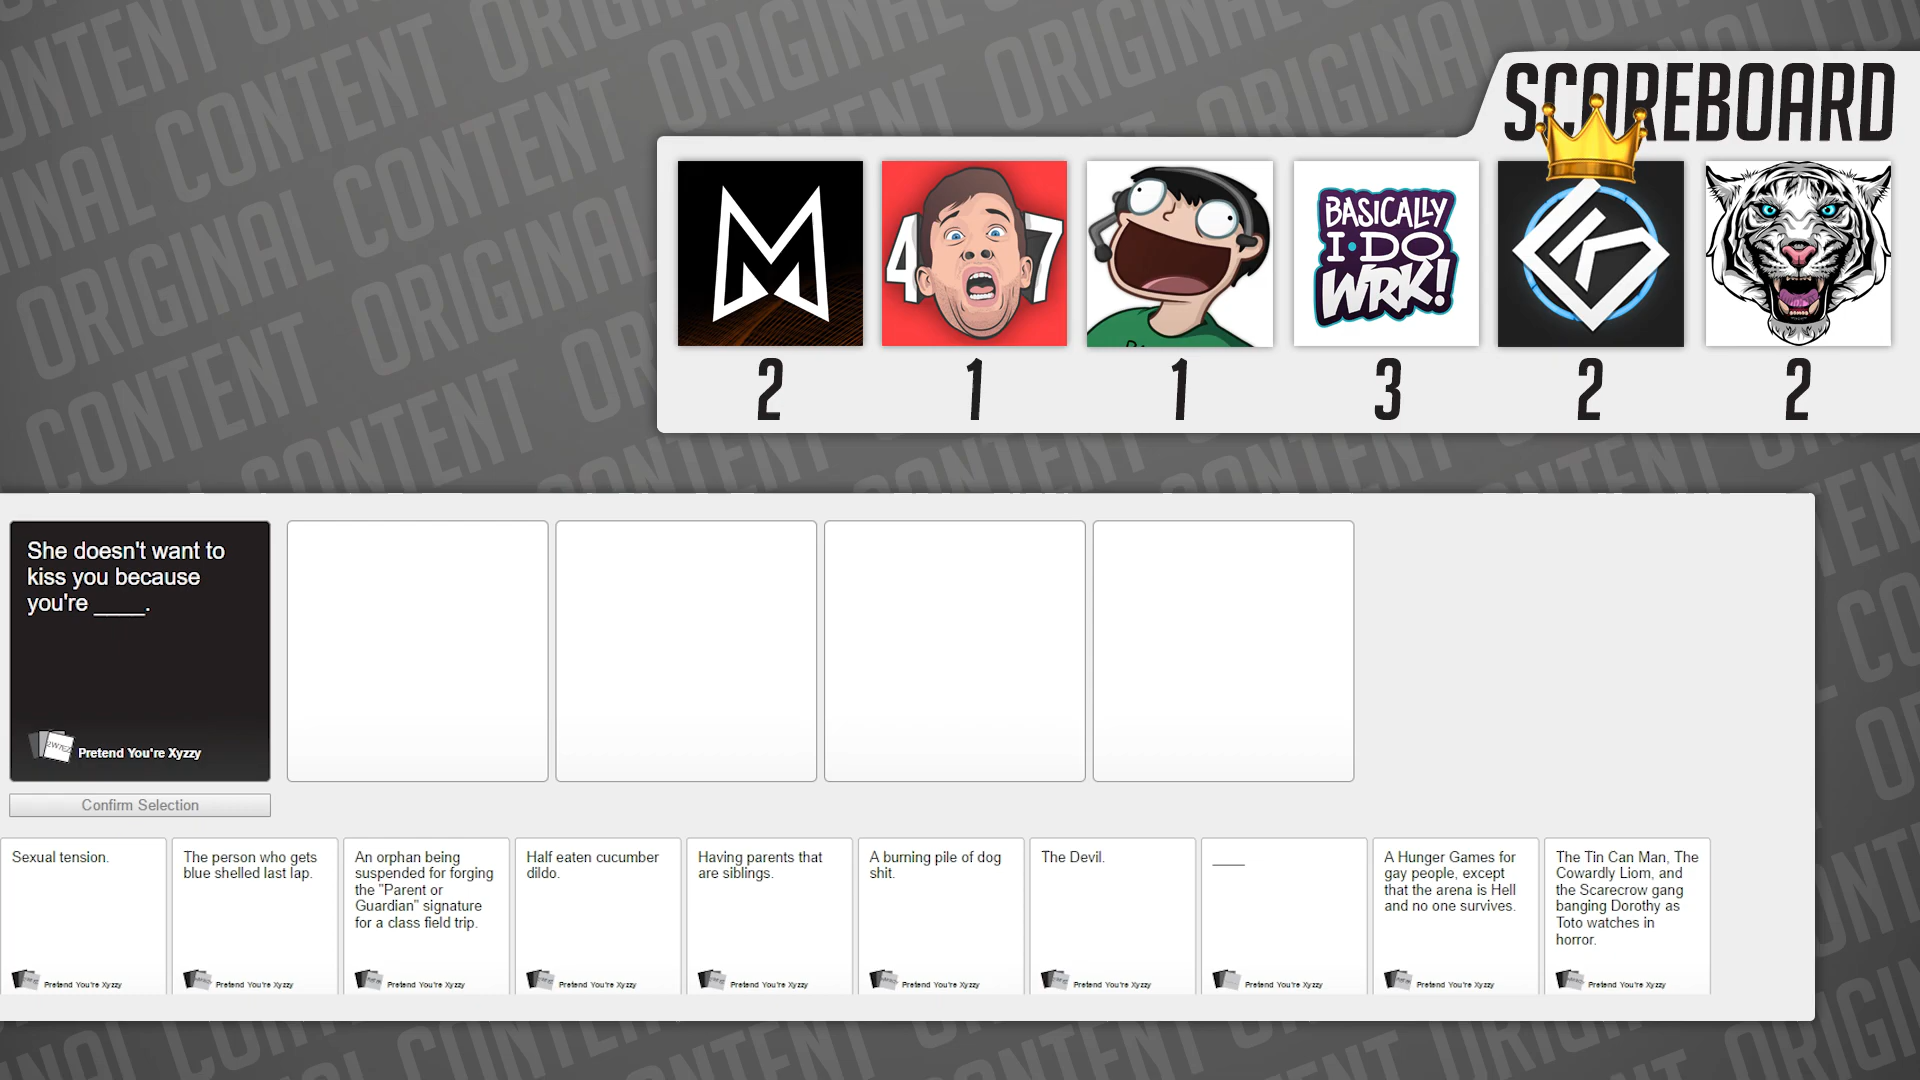 SCOREBOARD
4 7
BASICALLY
I DO
WRK!
2 1 1 3 2 2
She doesn't want to
kiss you because
you're ____.
Pretend You're Xyzzy
Confirm Selection
Sexual tension.
Pretend You're Xyzzy
The person who gets
blue shelled last lap.
Pretend You're Xyzzy
An orphan being
suspended for forging
the "Parent or
Guardian" signature
for a class field trip.
Pretend You're Xyzzy
Half eaten cucumber
dildo.
Pretend You're Xyzzy
Having parents that
are siblings.
Pretend You're Xyzzy
A burning pile of dog
shit.
Pretend You're Xyzzy
The Devil.
Pretend You're Xyzzy
____
Pretend You're Xyzzy
A Hunger Games for
gay people, except
that the arena is Hell
and no one survives.
Pretend You're Xyzzy
The Tin Can Man, The
Cowardly Liom, and
the Scarecrow gang
banging Dorothy as
Toto watches in
horror.
Pretend You're Xyzzy
ORIGINAL CONTENT